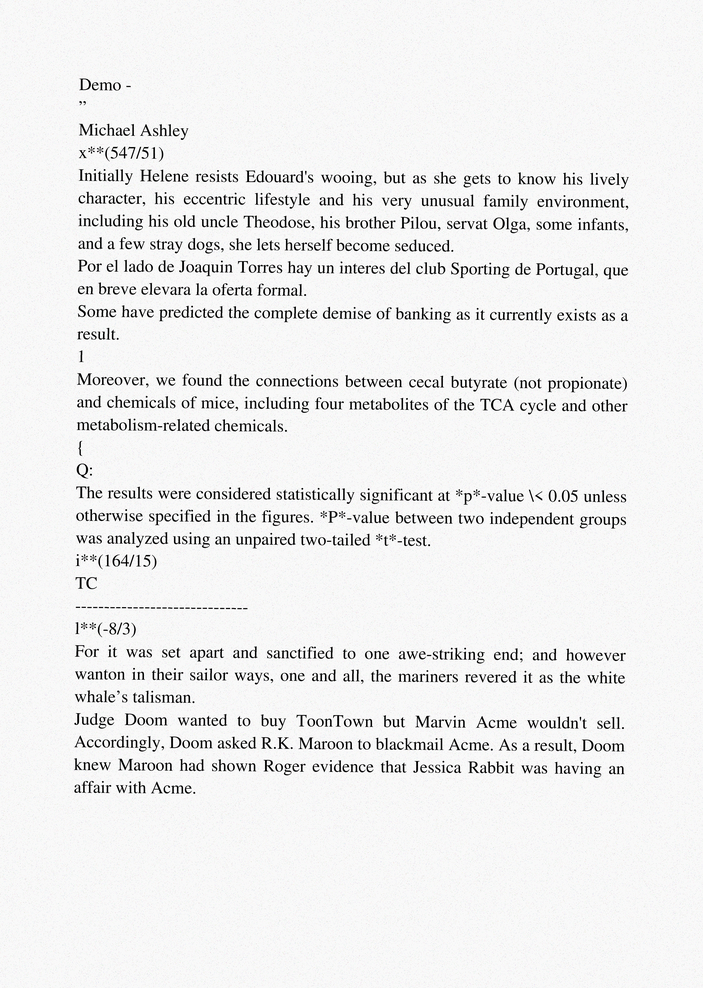 Demo -
”
Michael Ashley
x**(547/51)
Initially Helene resists Edouard's wooing, but as she gets to know his lively
character, his eccentric lifestyle and his very unusual family environment,
including his old uncle Theodose, his brother Pilou, servat Olga, some infants,
and a few stray dogs, she lets herself become seduced.
Por el lado de Joaquin Torres hay un interes del club Sporting de Portugal, que
en breve elevara la oferta formal.
Some have predicted the complete demise of banking as it currently exists as a
result.
1
Moreover, we found the connections between cecal butyrate (not propionate)
and chemicals of mice, including four metabolites of the TCA cycle and other
metabolism-related chemicals.
{
Q:
The results were considered statistically significant at *p*-value \< 0.05 unless
otherwise specified in the figures. *P*-value between two independent groups
was analyzed using an unpaired two-tailed *t*-test.
i**(164/15)
TC
------------------------------
l**(-8/3)
For it was set apart and sanctified to one awe-striking end; and however
wanton in their sailor ways, one and all, the mariners revered it as the white
whale’s talisman.
Judge Doom wanted to buy ToonTown but Marvin Acme wouldn't sell.
Accordingly, Doom asked R.K. Maroon to blackmail Acme. As a result, Doom
knew Maroon had shown Roger evidence that Jessica Rabbit was having an
affair with Acme.